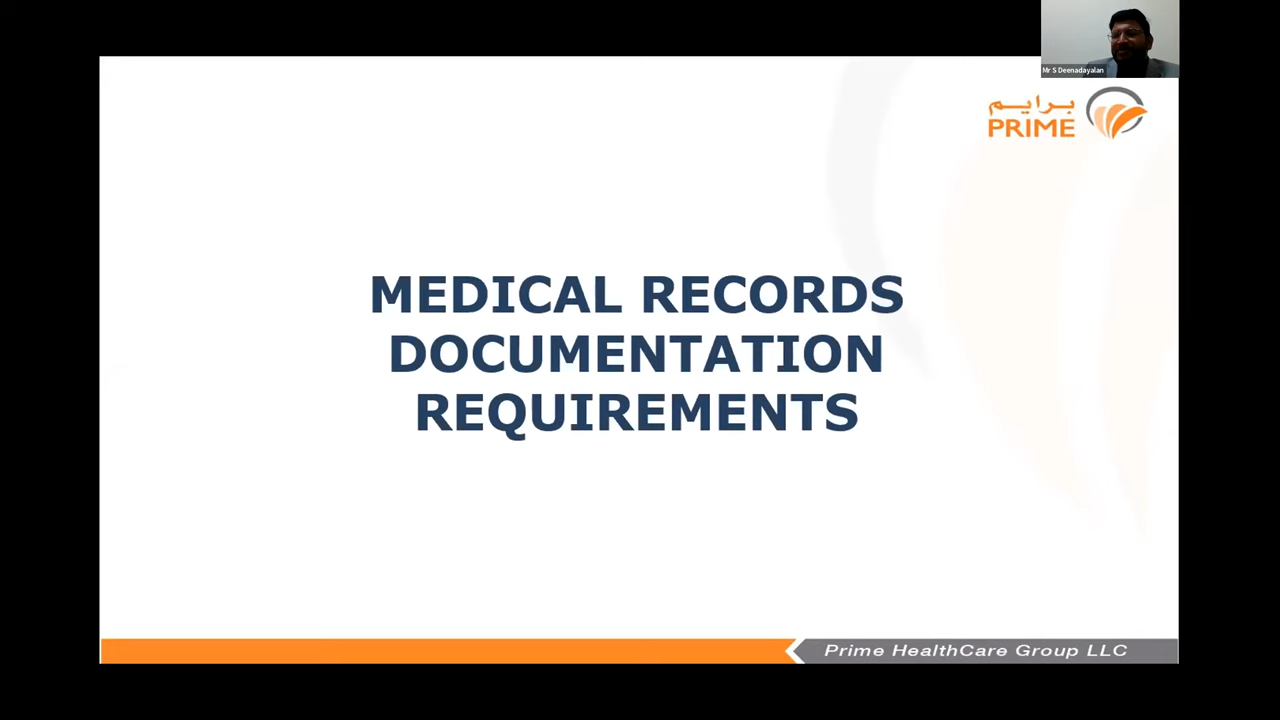 Mr S Deenadayalan
برايم
PRIME
MEDICAL RECORDS
DOCUMENTATION
REQUIREMENTS
Prime HealthCare Group LLC